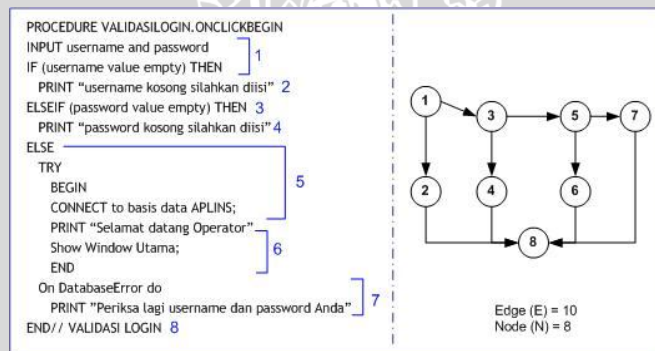 PROCEDURE VALIDASILOGIN.ONCLICKBEGIN
INPUT username and password
1
IF (username value empty) THEN
PRINT “username kosong silahkan diisi” 2
ELSEIF (password value empty) THEN 3
PRINT “password kosong silahkan diisi” 4
ELSE
TRY
BEGIN
5
CONNECT to basis data APLINS;
PRINT “Selamat datang Operator”
Show Window Utama;
6
END
On DatabaseError do
7
PRINT “Periksa lagi username dan password Anda”
END// VALIDASI LOGIN 8
1
3
5
7
2
4
6
8
Edge (E) = 10
Node (N) = 8